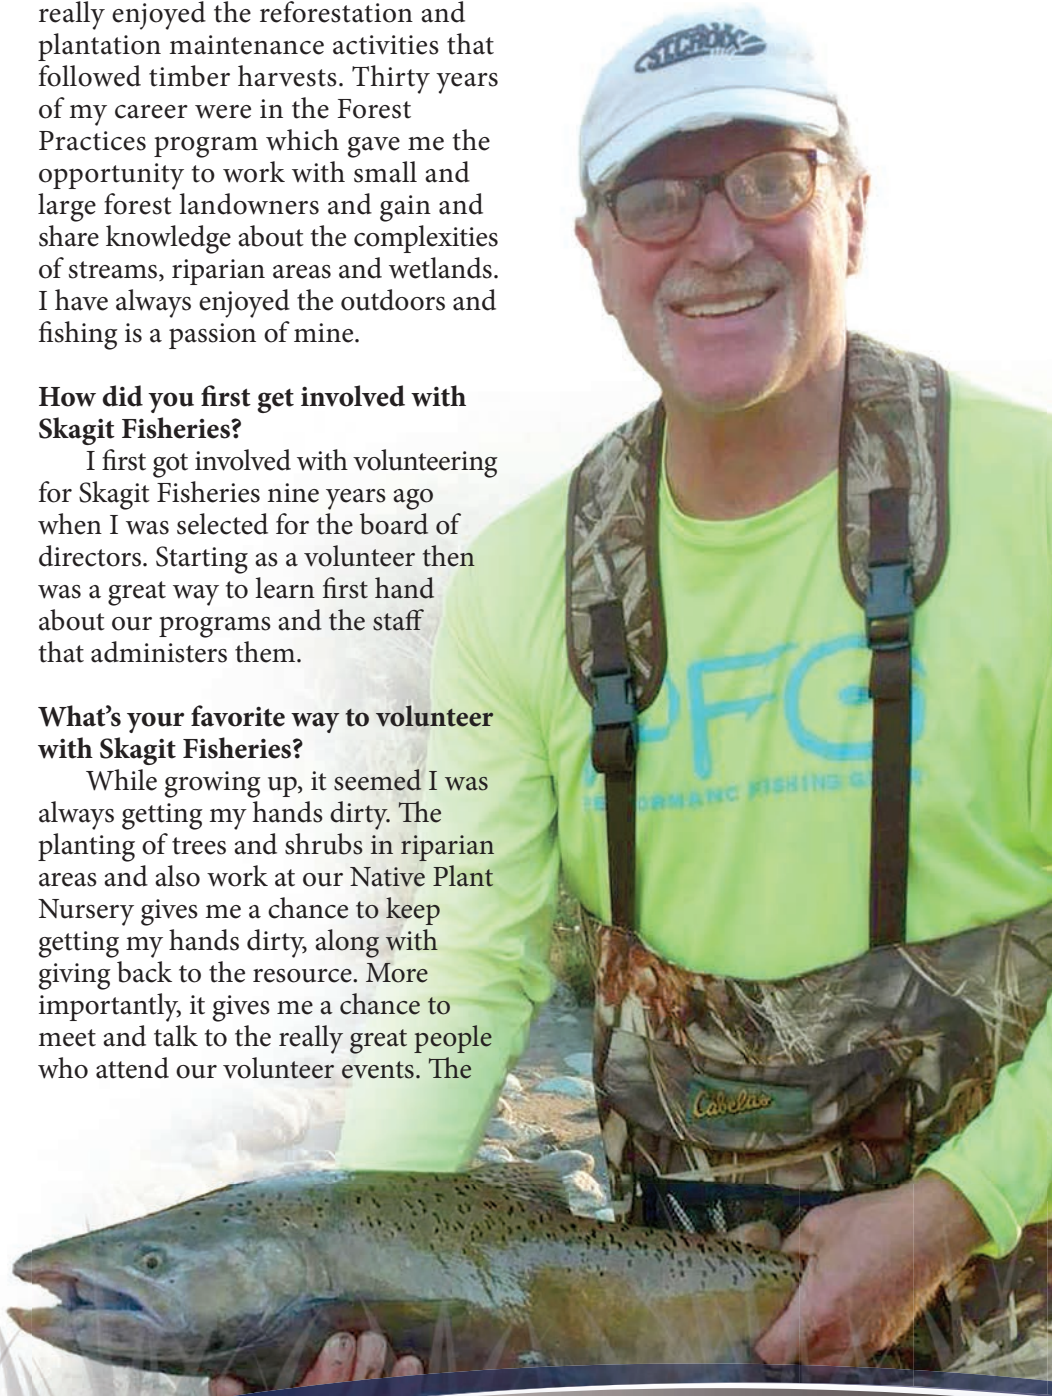 really enjoyed the reforestation and
plantation maintenance activities that
followed timber harvests. Thirty years
of my career were in the Forest
Practices program which gave me the
opportunity to work with small and
large forest landowners and gain and
share knowledge about the complexities
of streams, riparian areas and wetlands.
I have always enjoyed the outdoors and
fishing is a passion of mine.
How did you first get involved with
Skagit Fisheries?
I first got involved with volunteering
for Skagit Fisheries nine years ago
when I was selected for the board of
directors. Starting as a volunteer then
was a great way to learn first hand
about our programs and the staff
that administers them.
What's your favorite way to volunteer
with Skagit Fisheries?
While growing up, it seemed I was
always getting my hands dirty. The
planting of trees and shrubs in riparian
areas and also work at our Native Plant
Nursery gives me a chance to keep
getting my hands dirty, along with
giving back to the resource. More
importantly, it gives me a chance to
meet and talk to the really great people
who attend our volunteer events. The
ST.CROIX
PFG
FISHING
Cabelas